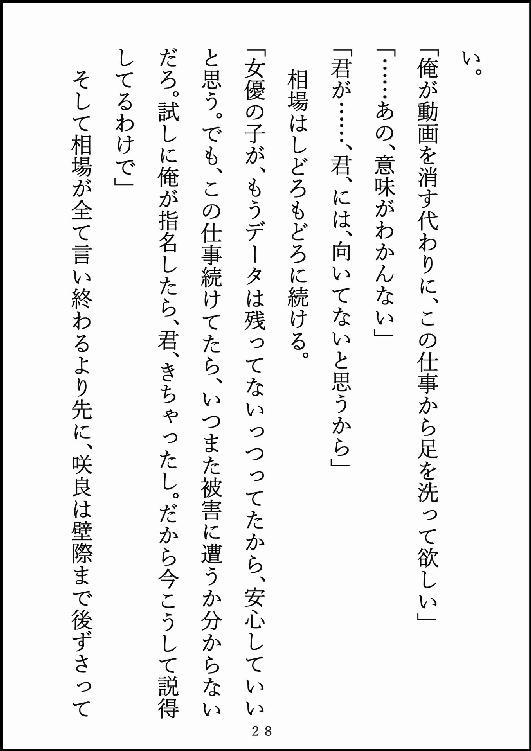 い。
「俺が動画を消す代わりに、この仕事から足を洗って欲しい」
「……あの、意味がわかんない」
「君が……、君、には、向いてないと思うから」
　相場はしどろもどろに続ける。
「女優の子が、もうデータは残ってないっつってたから、安心していい
と思う。でも、この仕事続けてたら、いつまた被害に遭うか分からない
だろ。試しに俺が指名したら、君、きちゃったし。だから今こうして説得
してるわけで」
　そして相場が全て言い終わるより先に、咲良は壁際まで後ずさって
28